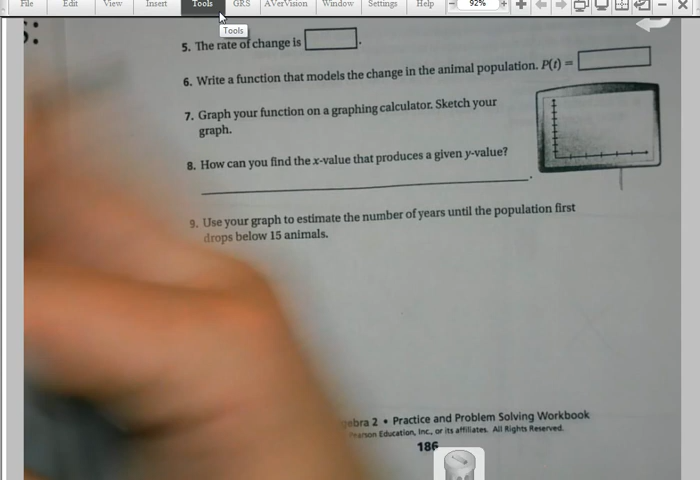 File Edit View Insert Tools GRS AVerVision Window Settings Help 92%
Tools
5. The rate of change is
6. Write a function that models the change in the animal population. P(t) =
7. Graph your function on a graphing calculator. Sketch your
graph.
8. How can you find the x-value that produces a given y-value?
9. Use your graph to estimate the number of years until the population first
drops below 15 animals.
2 • Practice and Problem Solving Workbook
Education, Inc., or its affiliates. All Rights Reserved.
186